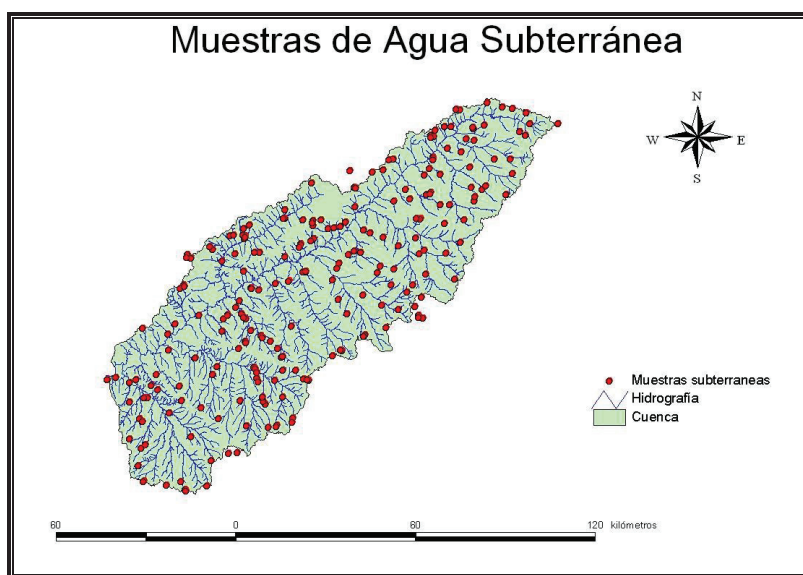 Muestras de Agua Subterránea
N
W E
S
Muestras subterraneas
Hidrografía
Cuenca
60 0 60 120 kilómetros